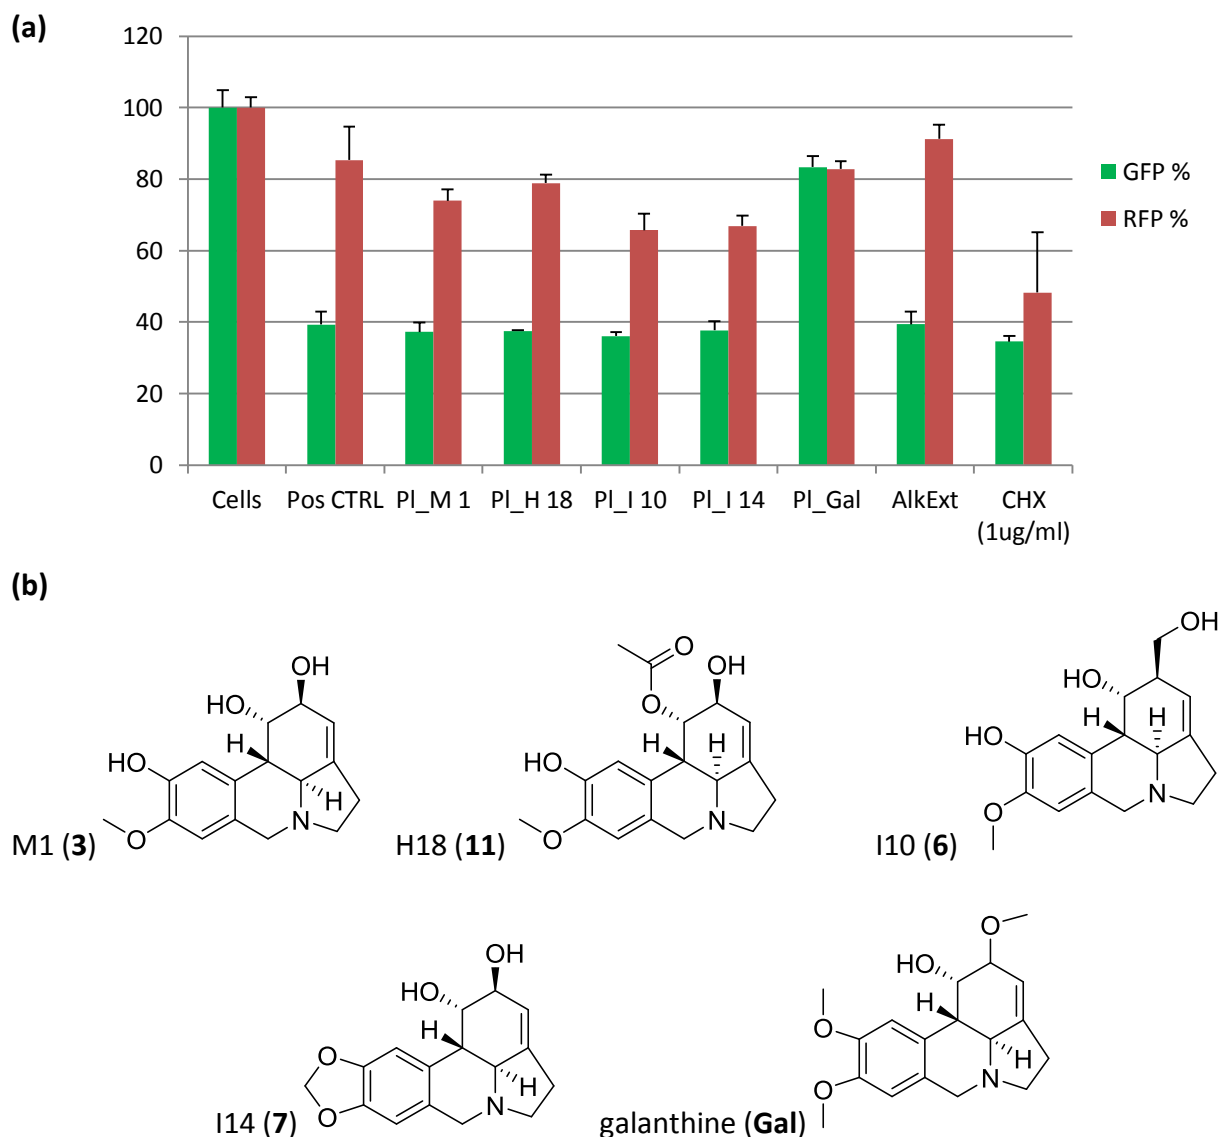 (a)
120
100
80
60
40
20
0
GFP %
RFP %
Cells Pos CTRL Pl_M 1 Pl_H 18 Pl_I 10 Pl_I 14 Pl_Gal AlkExt CHX
(1ug/ml)
(b)
OH
HO
H
HO
H
O
N
M1 (3)
O
OH
O
H
H
HO
O
N
H18 (11)
OH
HO
H
H
HO
O
N
I10 (6)
OH
HO
H
O
H
O
N
I14 (7)
O
HO
H
O
H
O
N
galanthine (Gal)